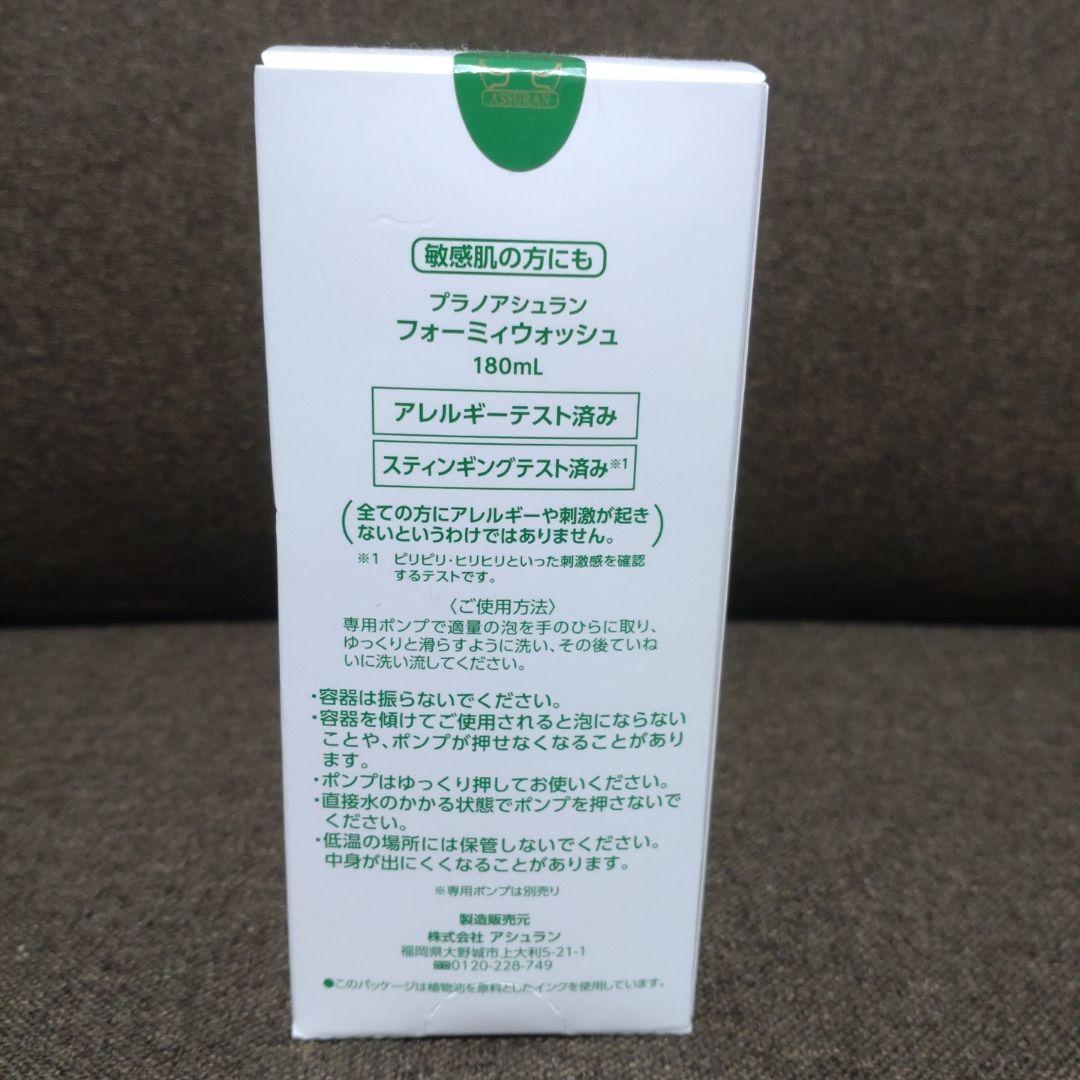 ASSURAN
敏感肌の方にも
プラノアシュラン
フォーミィウォッシュ
180mL
アレルギーテスト済み
スティンギングテスト済み※1
(全ての方にアレルギーや刺激が起き
ないというわけではありません。)
※1 ピリピリ・ヒリヒリといった刺激感を確認
するテストです。
〈ご使用方法〉
専用ポンプで適量の泡を手のひらに取り、
ゆっくりと滑らすように洗い、その後ていね
いに洗い流してください。
・容器は振らないでください。
・容器を傾けてご使用されると泡にならない
ことや、ポンプが押せなくなることがあり
ます。
・ポンプはゆっくり押してお使いください。
・直接水のかかる状態でポンプを押さないで
ください。
・低温の場所には保管しないでください。
中身が出にくくなることがあります。
※専用ポンプは別売り
製造販売元
株式会社 アシュラン
福岡県大野城市上大利5-21-1
0120-228-749
●このパッケージは植物油を原料としたインクを使用しています。